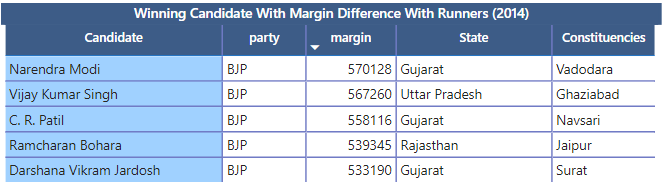 Winning Candidate With Margin Difference With Runners (2014)
Candidate party margin State Constituencies
Narendra Modi BJP 570128 Gujarat Vadodara
Vijay Kumar Singh BJP 567260 Uttar Pradesh Ghaziabad
C. R. Patil BJP 558116 Gujarat Navsari
Ramcharan Bohara BJP 539345 Rajasthan Jaipur
Darshana Vikram Jardosh BJP 533190 Gujarat Surat